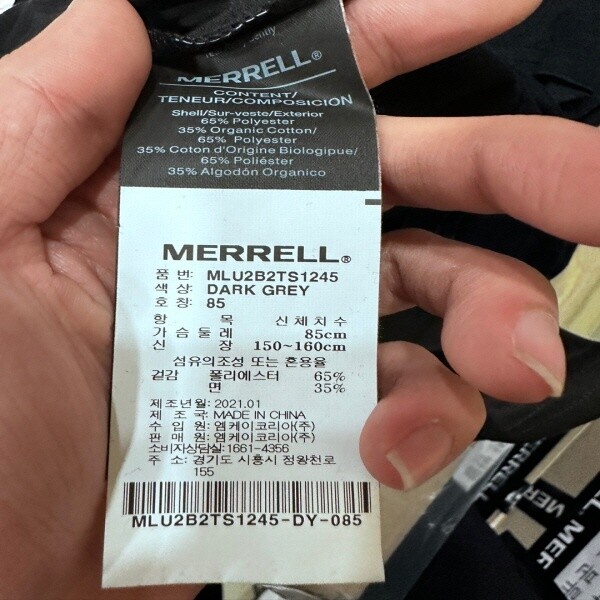 MERRELL®
CONTENT/
TENEUR/COMPOSICIÓN
Shell/Sur-veste/Exterior
65% Polyester
35% Organic Cotton/
65% Polyester
35% Coton d'Origine Biologique/
65% Poliéster
35% Algodón Organico
MERRELL®
품 번: MLU2B2TS1245
색 상: DARK GREY
호 칭: 85
항 목 신체치수
가슴둘레 85cm
신 장 150~160cm
섬유의조성 또는 혼용율
겉감 폴리에스터 65%
면 35%
제조년월: 2021.01
제 조 국: MADE IN CHINA
수 입 원: 엠케이코리아(주)
판 매 원: 엠케이코리아(주)
소비자상담실: 1661-4356
주 소: 경기도 시흥시 정왕천로
155
MLU2B2TS1245-DY-085
MERRELL
MER
MER